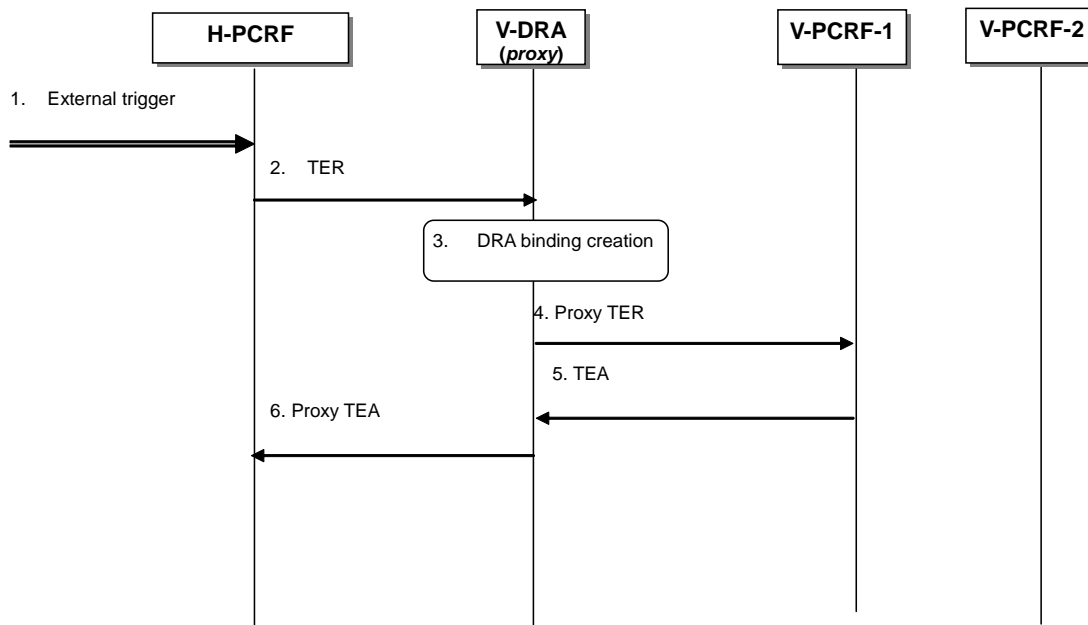 H-PCRF
V-DRA
(proxy)
V-PCRF-1
V-PCRF-2
1. External trigger
2. TER
3. DRA binding creation
4. Proxy TER
5. TEA
6. Proxy TEA